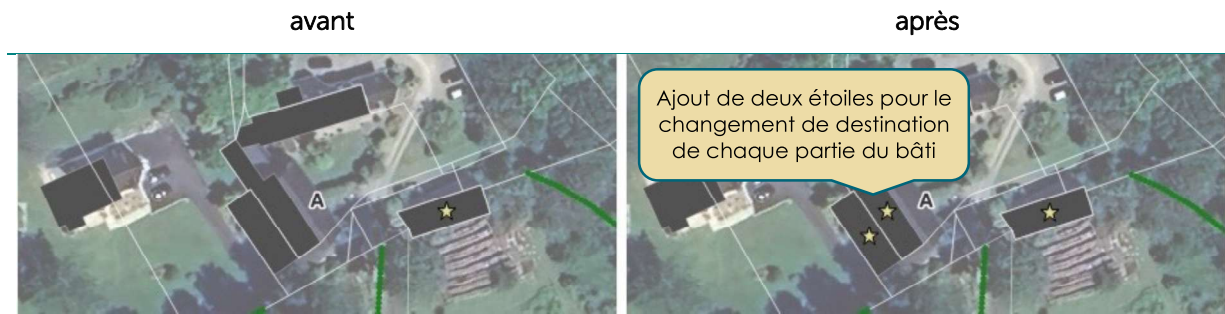 avant
après
Ajout de deux étoiles pour le
changement de destination
de chaque partie du bâti
A
A